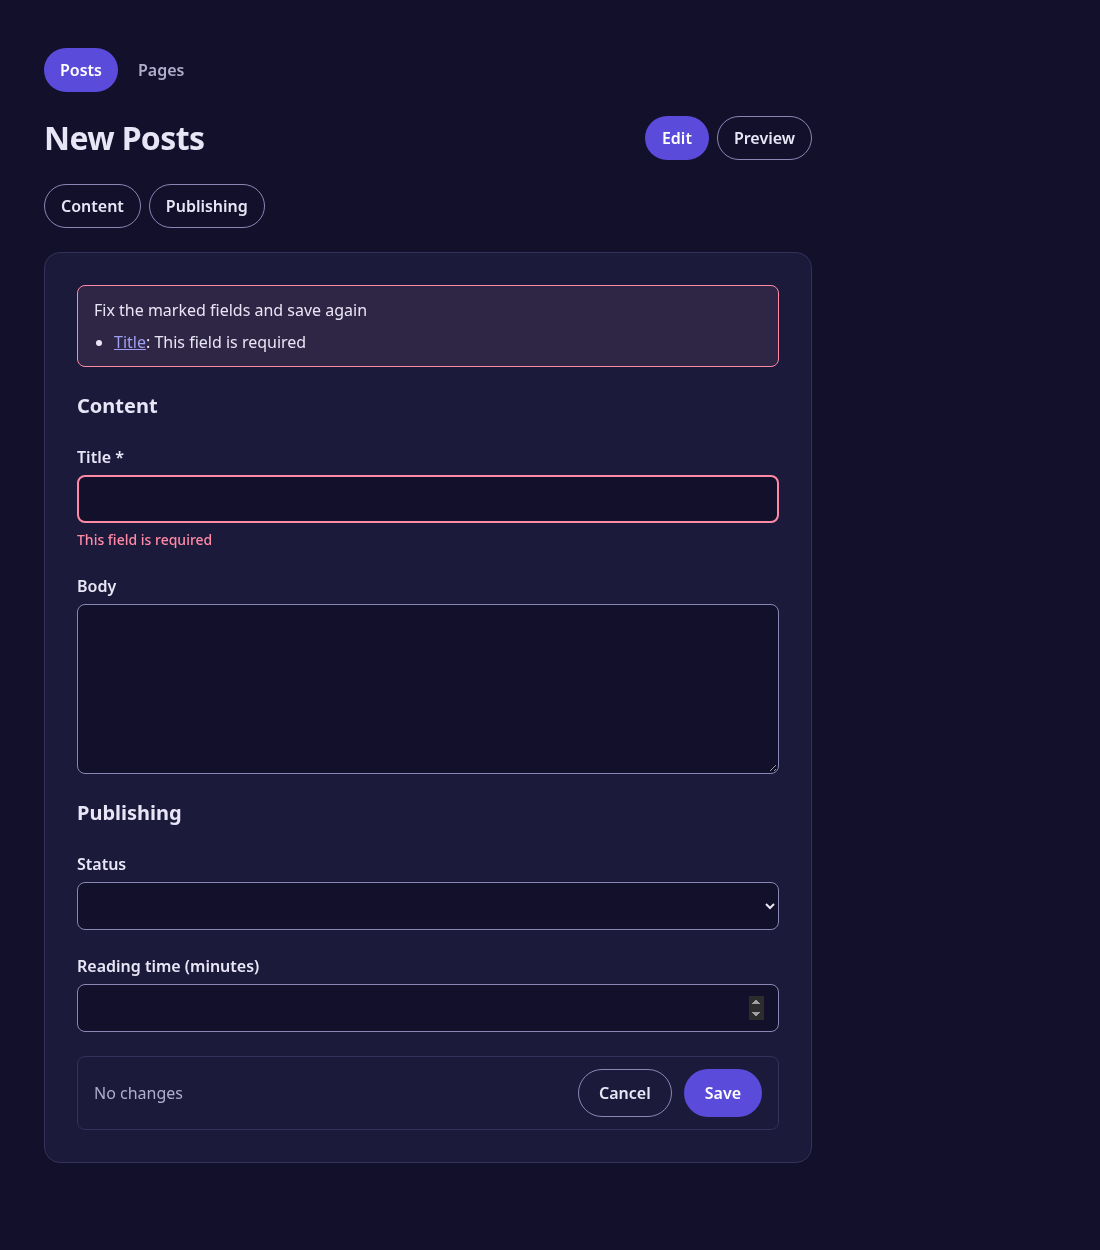 Posts Pages
New Posts Edit Preview
Content Publishing
Fix the marked fields and save again
Title: This field is required
Content
Title *
This field is required
Body
Publishing
Status
Reading time (minutes)
No changes Cancel Save